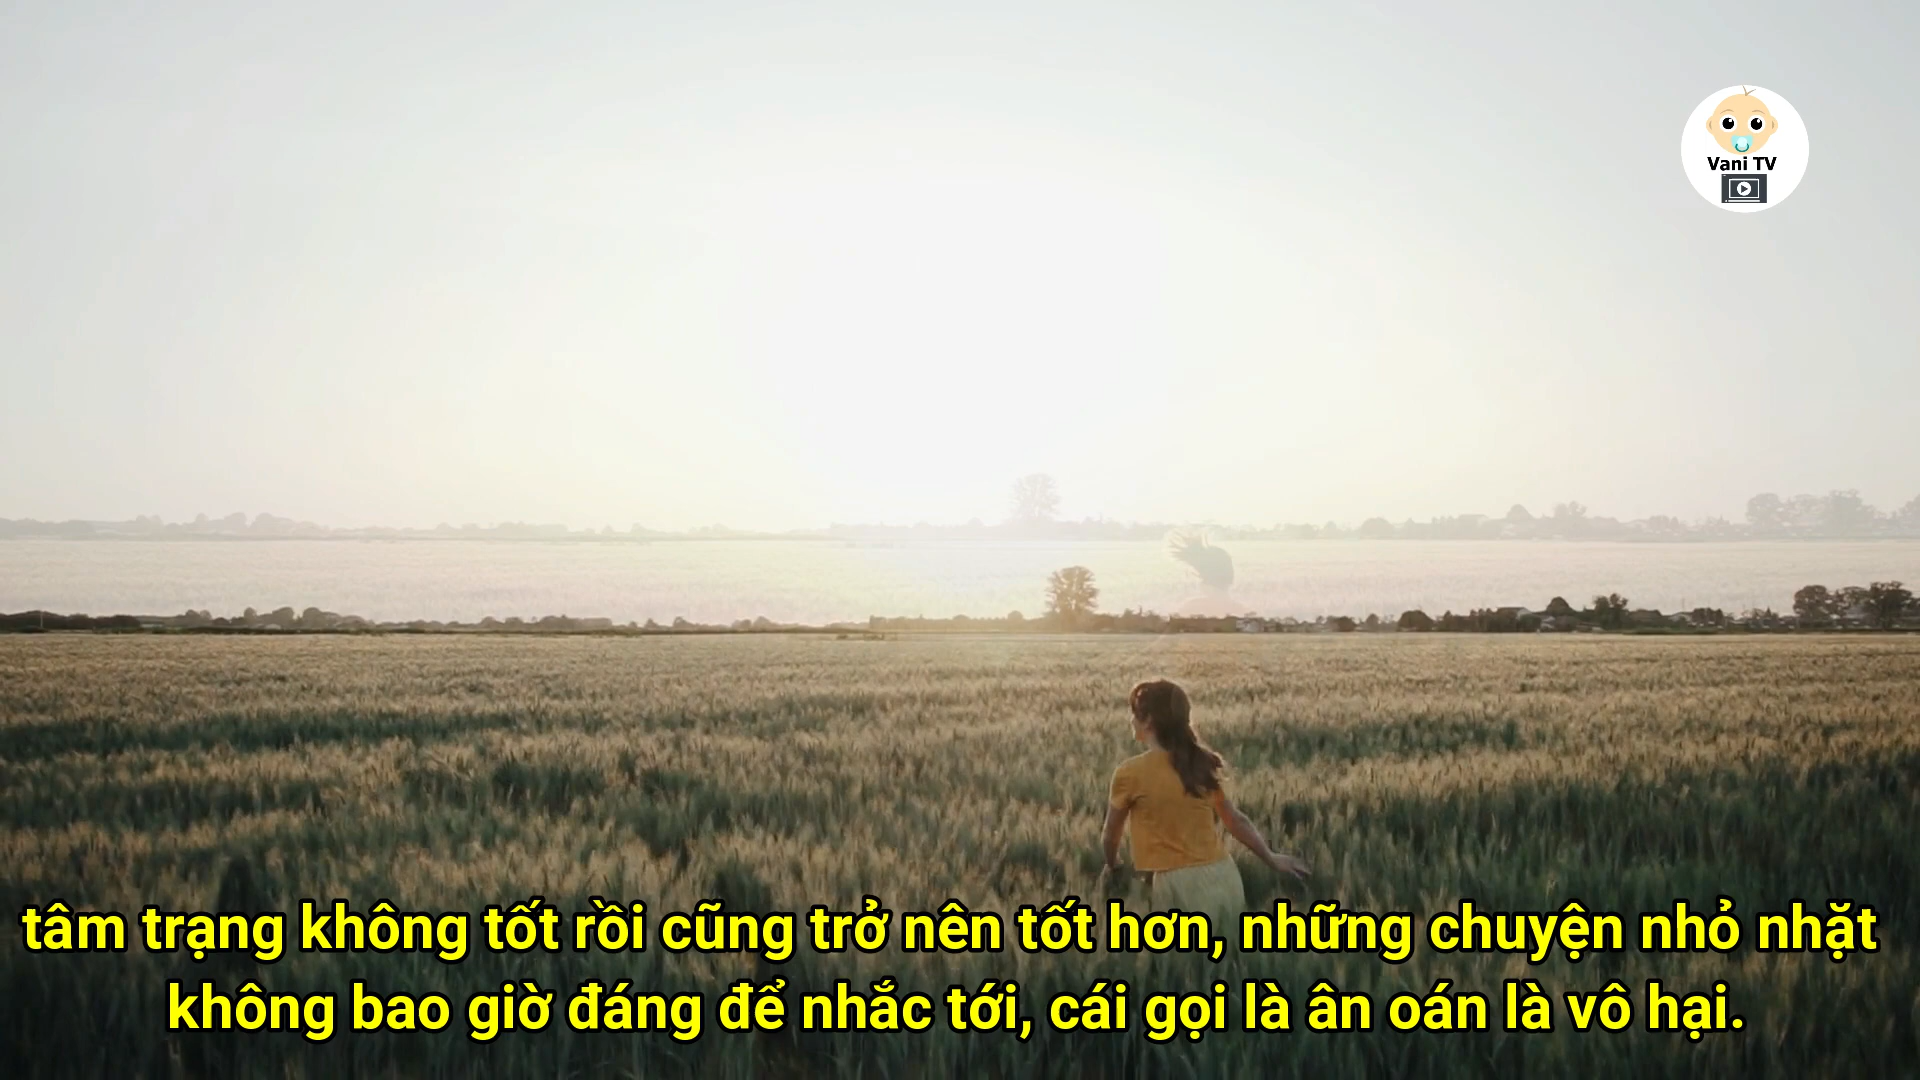 Vani TV
tâm trạng không tốt rồi cũng trở nên tốt hơn, những chuyện nhỏ nhặt
không bao giờ đáng để nhắc tới, cái gọi là ân oán là vô hại.